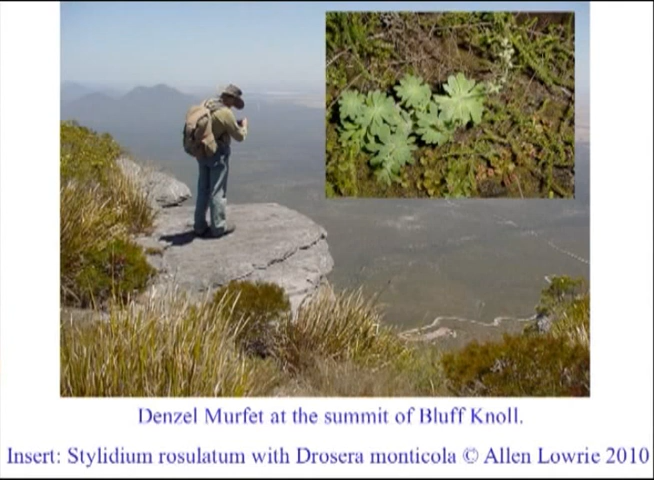 Denzel Murfet at the summit of Bluff Knoll.
Insert: Stylidium rosulatum with Drosera monticola © Allen Lowrie 2010